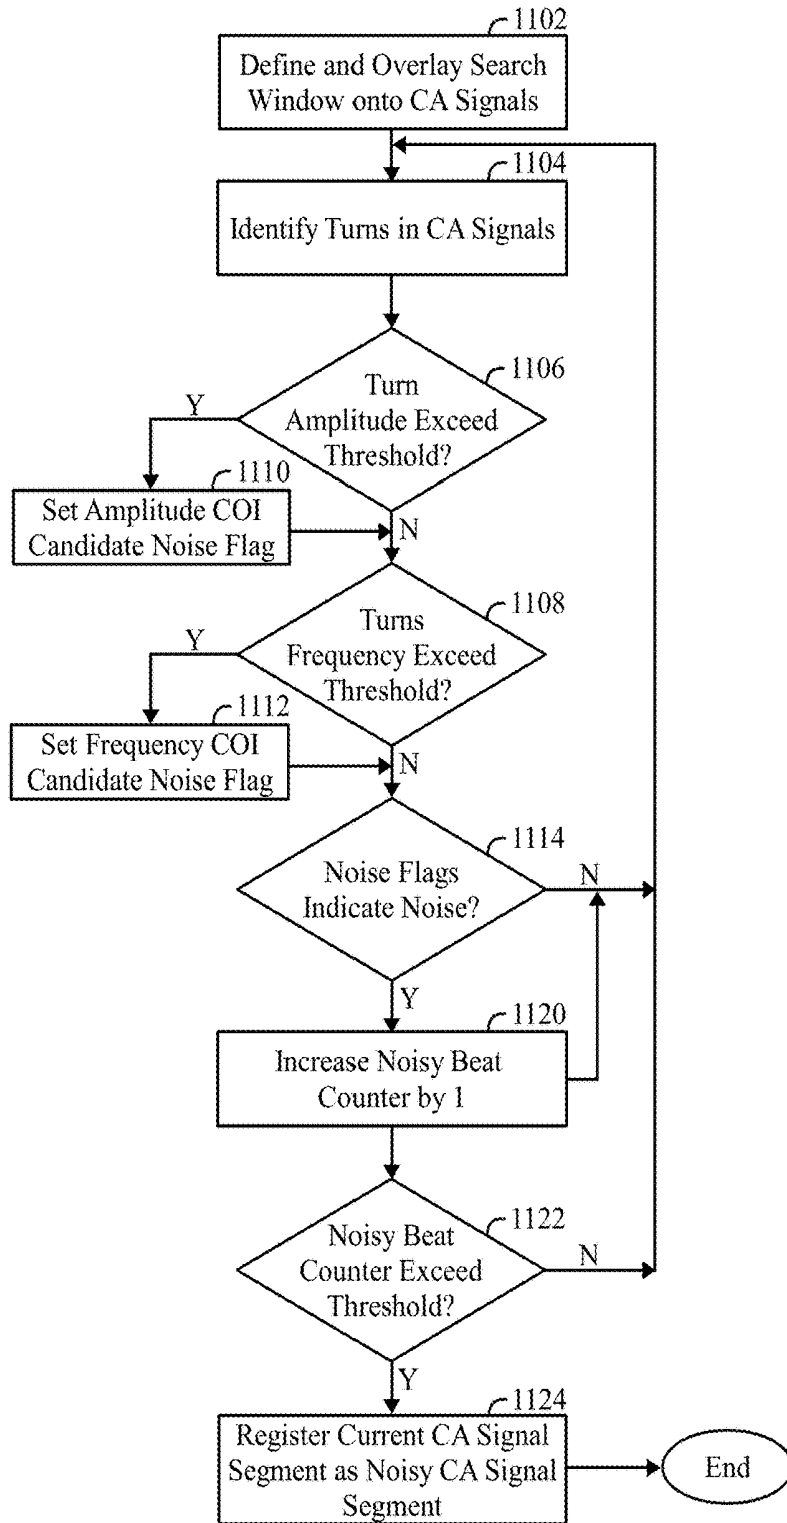 1102
Define and Overlay Search
Window onto CA Signals
1104
Identify Turns in CA Signals
1106
Turn
Amplitude Exceed
Threshold?
Y
N
1110
Set Amplitude COI
Candidate Noise Flag
1108
Turns
Frequency Exceed
Threshold?
Y
N
1112
Set Frequency COI
Candidate Noise Flag
1114
Noise Flags
Indicate Noise?
N
Y
1120
Increase Noisy Beat
Counter by 1
1122
Noisy Beat
Counter Exceed
Threshold?
N
Y
1124
Register Current CA Signal
Segment as Noisy CA Signal
Segment
End